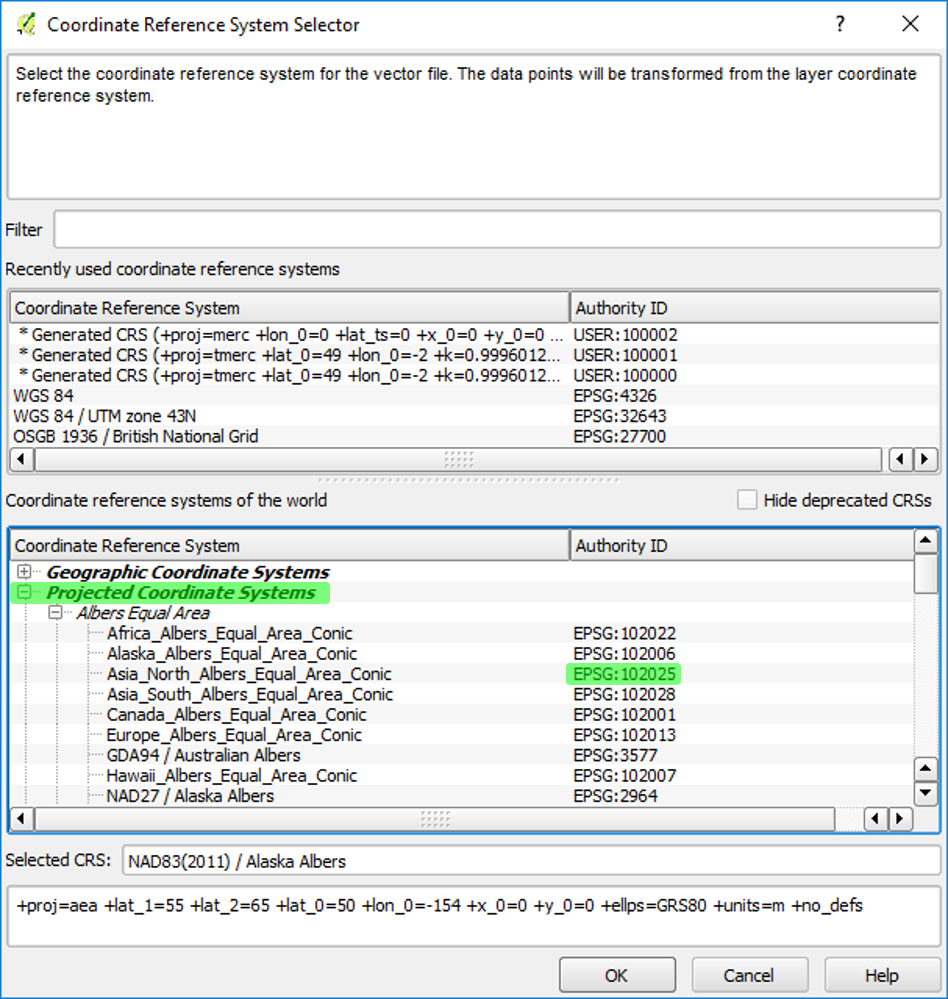 Coordinate Reference System Selector
?
Select the coordinate reference system for the vector file. The data points will be transformed from the layer coordinate
reference system.
Filter
Recently used coordinate reference systems
Coordinate Reference System Authority ID
* Generated CRS (+proj=merc +lon_0=0 +lat_ts=0 +x_0=0 +y_0=0 ... USER:100002
* Generated CRS (+proj=tmerc +lat_0=49 +lon_0=-2 +k=0.9996012... USER:100001
* Generated CRS (+proj=tmerc +lat_0=49 +lon_0=-2 +k=0.9996012... USER:100000
WGS 84 EPSG:4326
WGS 84 / UTM zone 43N EPSG:32643
OSGB 1936 / British National Grid EPSG:27700
Coordinate reference systems of the world Hide deprecated CRSs
Coordinate Reference System Authority ID
Geographic Coordinate Systems
Projected Coordinate Systems
Albers Equal Area
Africa_Albers_Equal_Area_Conic EPSG:102022
Alaska_Albers_Equal_Area_Conic EPSG:102006
Asia_North_Albers_Equal_Area_Conic EPSG:102025
Asia_South_Albers_Equal_Area_Conic EPSG:102028
Canada_Albers_Equal_Area_Conic EPSG:102001
Europe_Albers_Equal_Area_Conic EPSG:102013
GDA94 / Australian Albers EPSG:3577
Hawaii_Albers_Equal_Area_Conic EPSG:102007
NAD27 / Alaska Albers EPSG:2964
Selected CRS: NAD83(2011) / Alaska Albers
+proj=aea +lat_1=55 +lat_2=65 +lat_0=50 +lon_0=-154 +x_0=0 +y_0=0 +ellps=GRS80 +units=m +no_defs
OK Cancel Help